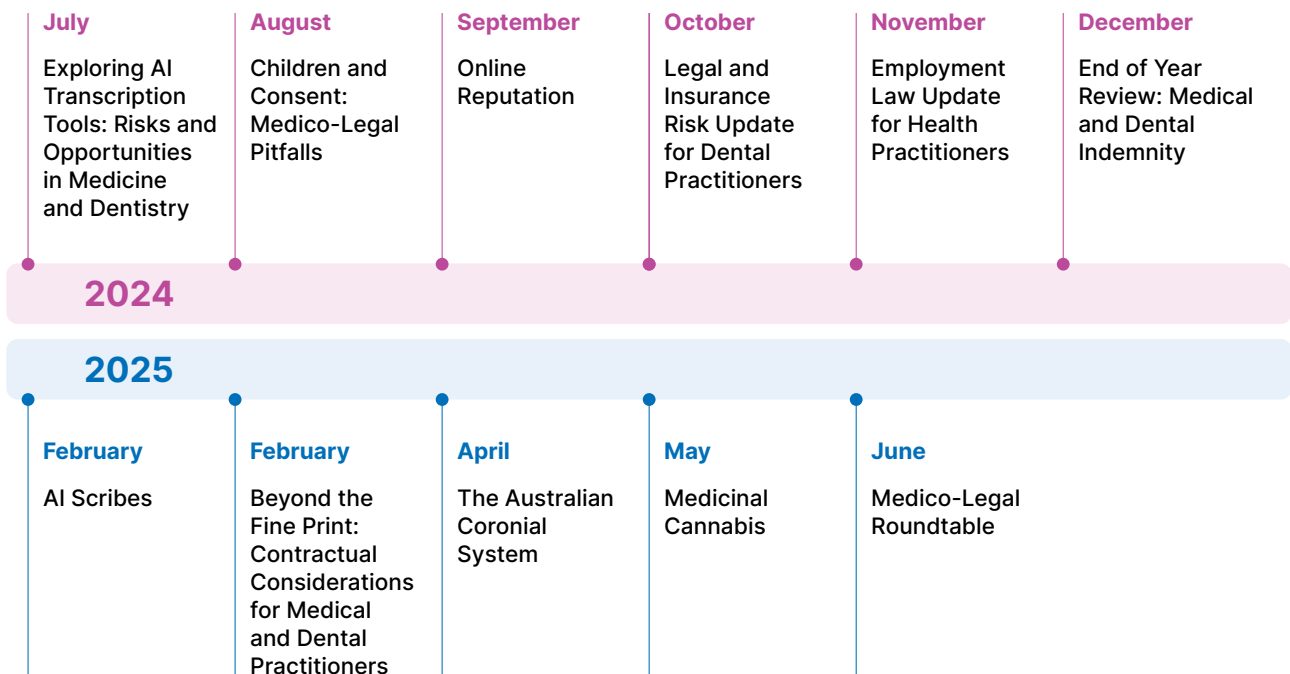 July
Exploring AI
Transcription
Tools: Risks and
Opportunities
in Medicine
and Dentistry
August
Children and
Consent:
Medico-Legal
Pitfalls
September
Online
Reputation
October
Legal and
Insurance
Risk Update
for Dental
Practitioners
November
Employment
Law Update
for Health
Practitioners
December
End of Year
Review: Medical
and Dental
Indemnity
2024
2025
February
AI Scribes
February
Beyond the
Fine Print:
Contractual
Considerations
for Medical
and Dental
Practitioners
April
The Australian
Coronial
System
May
Medicinal
Cannabis
June
Medico-Legal
Roundtable